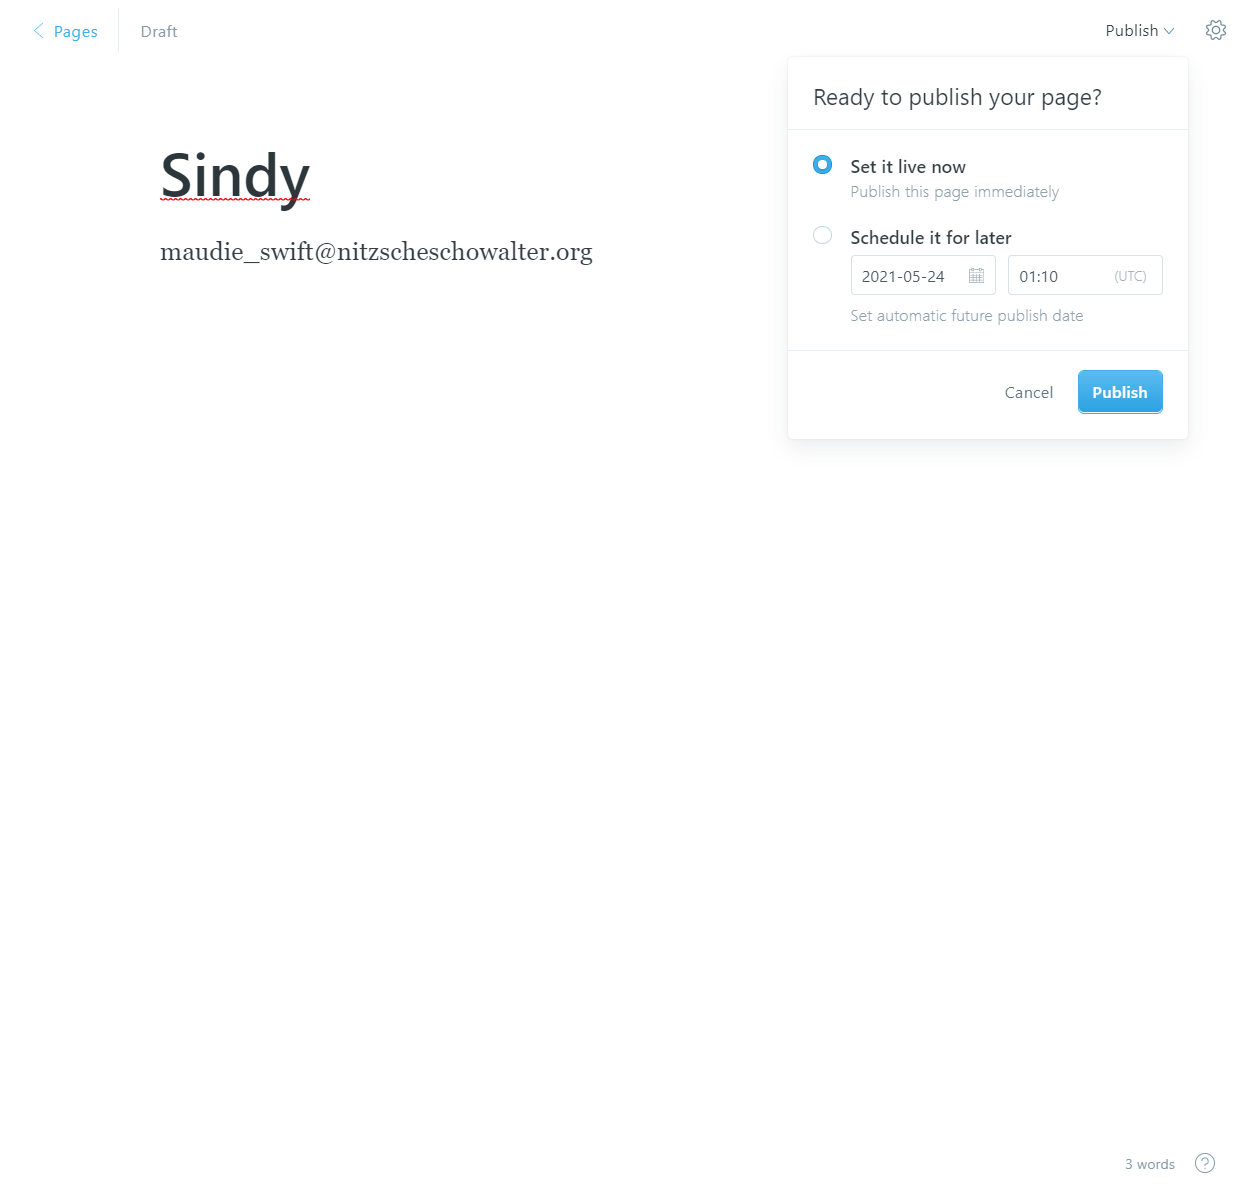 Pages
Draft
Publish
Ready to publish your page?
Set it live now
Publish this page immediately
Schedule it for later
2021-05-24
01:10 (UTC)
Set automatic future publish date
Cancel
Publish
Sindy
maudie_swift@nitzscheschowalter.org
3 words
?